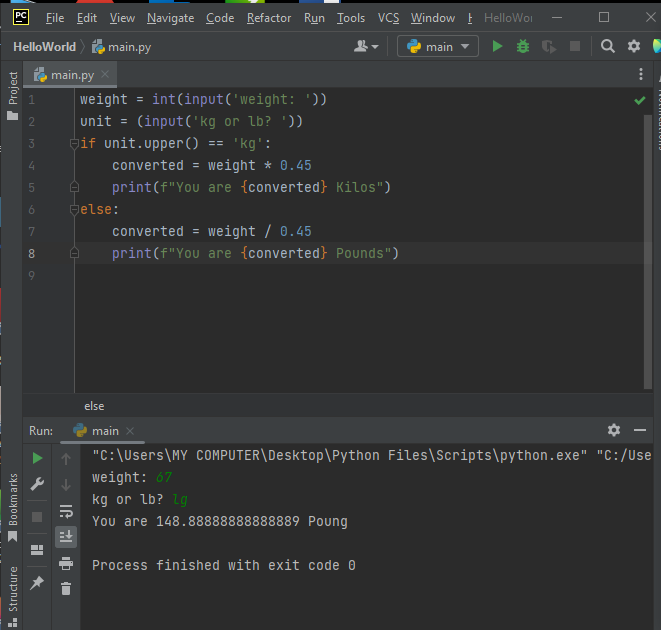 PC File Edit View Navigate Code Refactor Run Tools VCS Window H HelloWor
HelloWorld main.py main
Project
main.py
1 weight = int(input('weight: '))
2 unit = (input('kg or lb? '))
3 if unit.upper() == 'kg':
4 converted = weight * 0.45
5 print(f"You are {converted} Kilos")
6 else:
7 converted = weight / 0.45
8 print(f"You are {converted} Pounds")
9
else
Run: main
"C:\Users\MY COMPUTER\Desktop\Python Files\Scripts\python.exe" "C:/Use
weight: 67
kg or lb? lg
You are 148.88888888888889 Poung
Process finished with exit code 0
Bookmarks
Structure